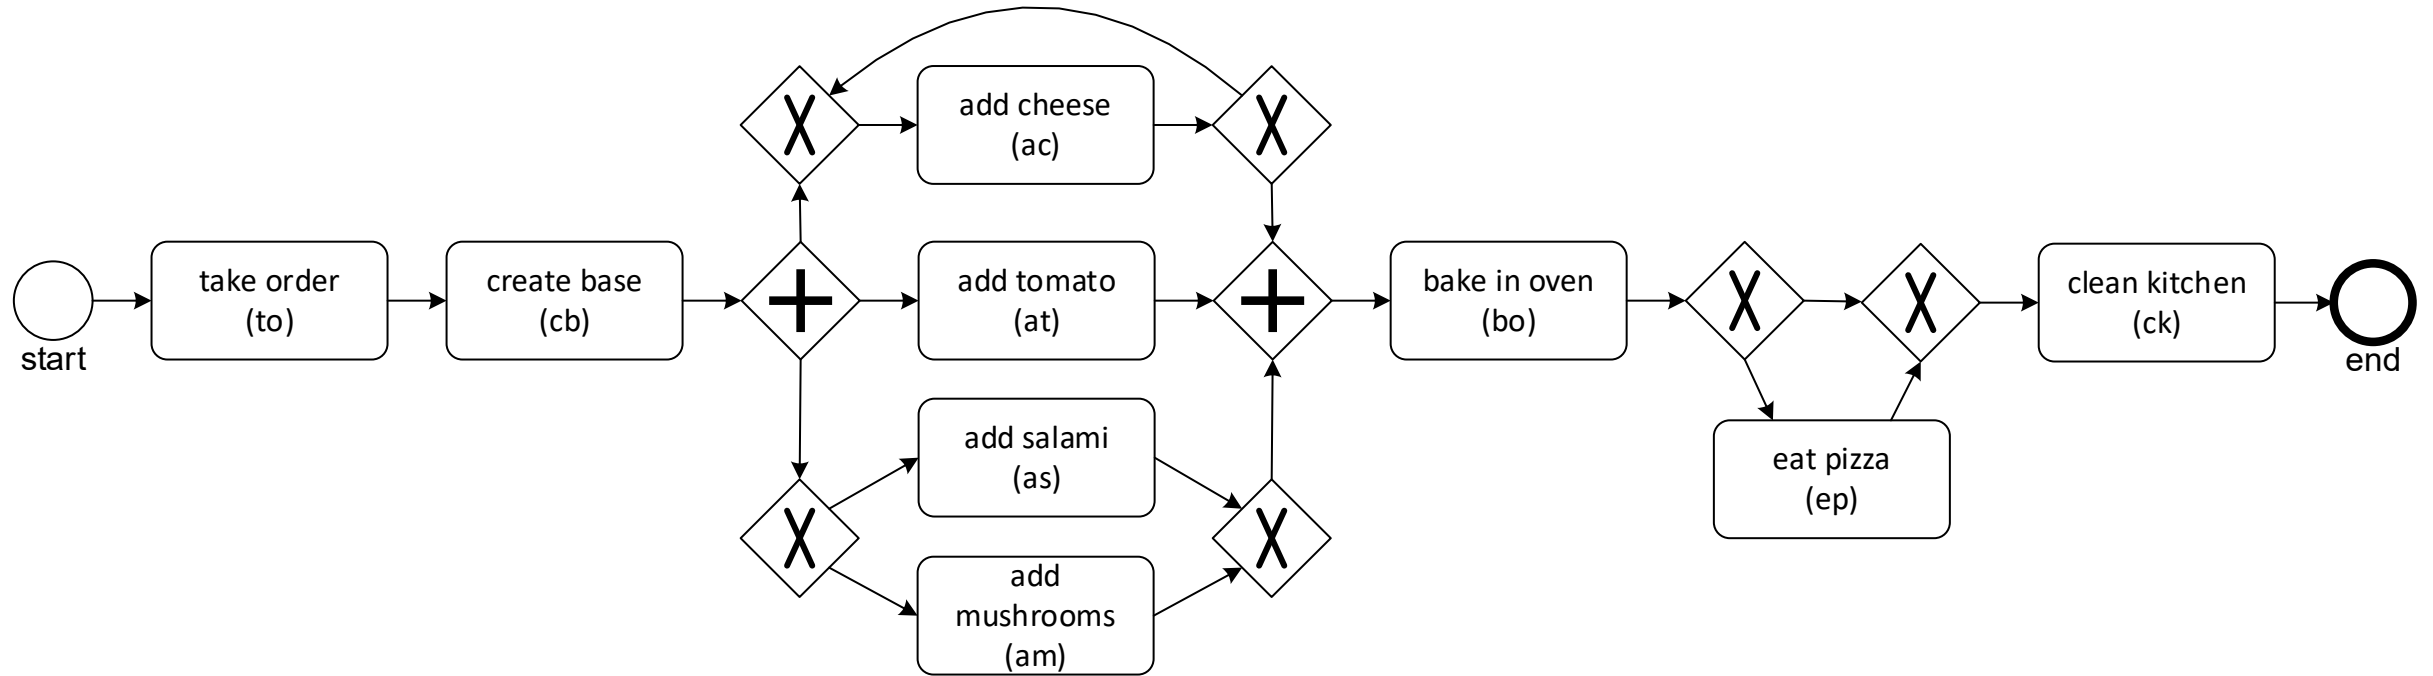 start
take order
(to)
create base
(cb)
add cheese
(ac)
add tomato
(at)
add salami
(as)
add
mushrooms
(am)
bake in oven
(bo)
eat pizza
(ep)
clean kitchen
(ck)
end